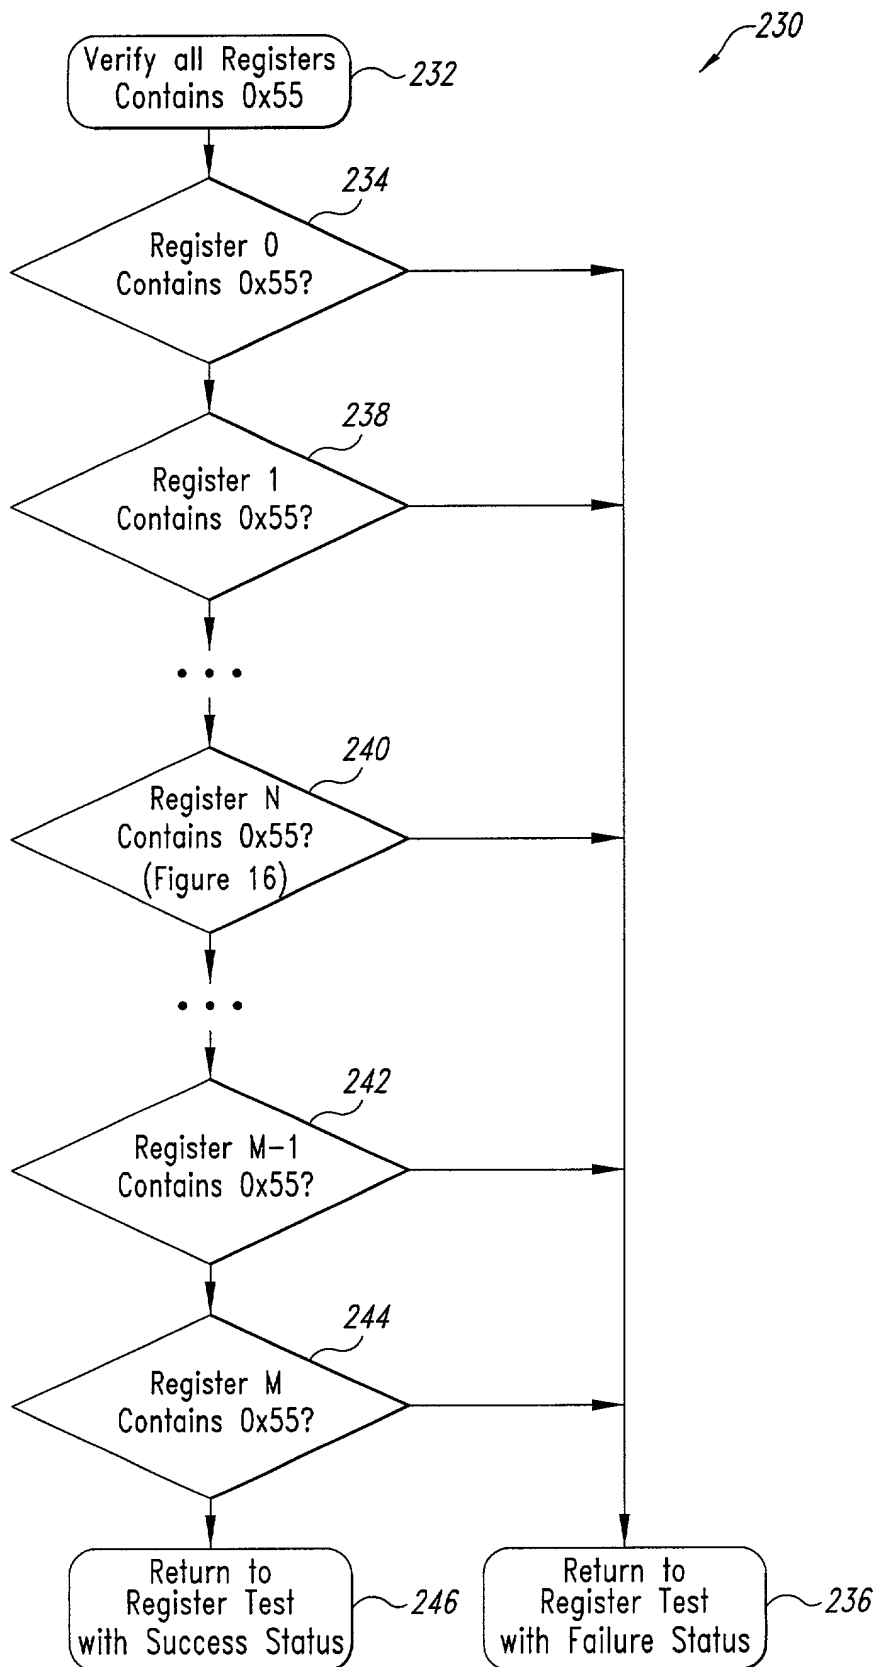 230
Verify all Registers
Contains 0x55
232
234
Register 0
Contains 0x55?
238
Register 1
Contains 0x55?
• • •
240
Register N
Contains 0x55?
(Figure 16)
• • •
242
Register M-1
Contains 0x55?
244
Register M
Contains 0x55?
Return to
Register Test
with Success Status
246
Return to
Register Test
with Failure Status
236